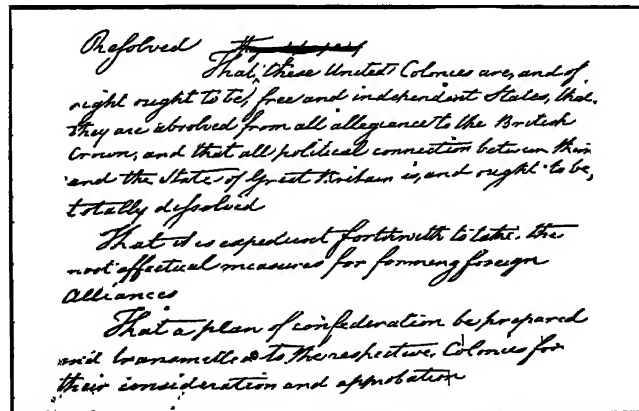 Resolved
That these United Colonies are, and of
right ought to be, free and independent States, that
they are absolved from all allegiance to the British
Crown, and that all political connection between them
and the State of Great Britain is, and ought to be,
totally dissolved
That it is expedient forthwith to take the
most effectual measures for forming foreign
Alliances
That a plan of confederation be prepared
and transmitted to the respective Colonies for
their consideration and approbation